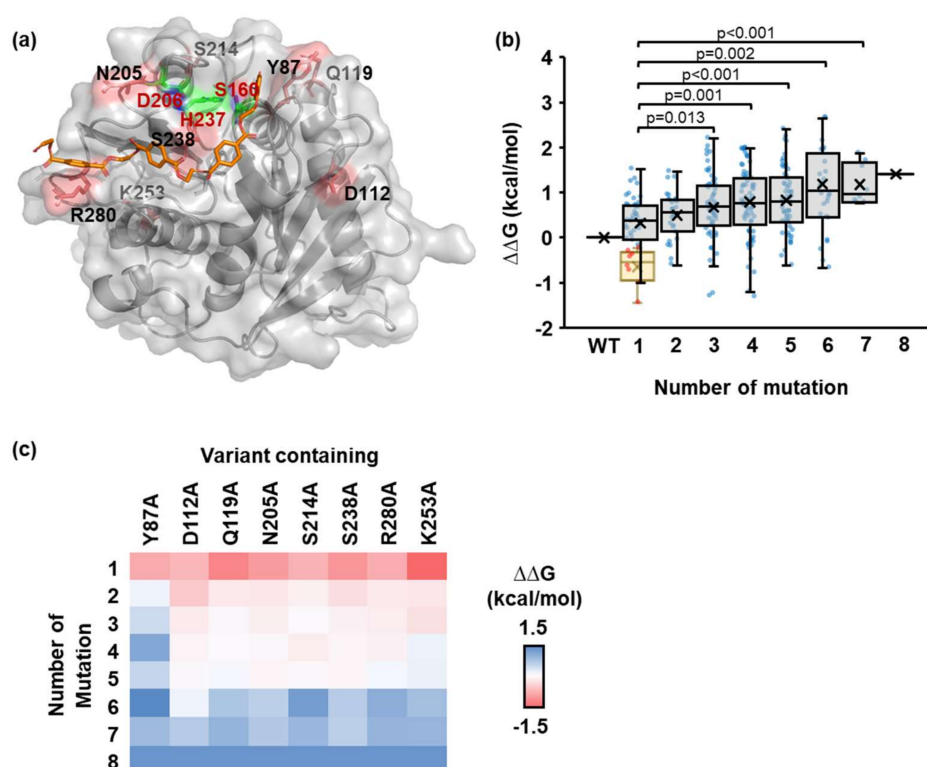 (a)
S214
N205
Y87
Q119
D206
S160
H237
S238
K253
D112
R280
(b)
p<0.001
p=0.002
p<0.001
p=0.001
p=0.013
ΔΔG (kcal/mol)
3
2
1
0
-1
-2
WT 1 2 3 4 5 6 7 8
Number of mutation
(c)
Variant containing
Y87A D112A Q119A N205A S214A S238A R280A K253A
Number of
Mutation
1
2
3
4
5
6
7
8
ΔΔG
(kcal/mol)
1.5
-1.5